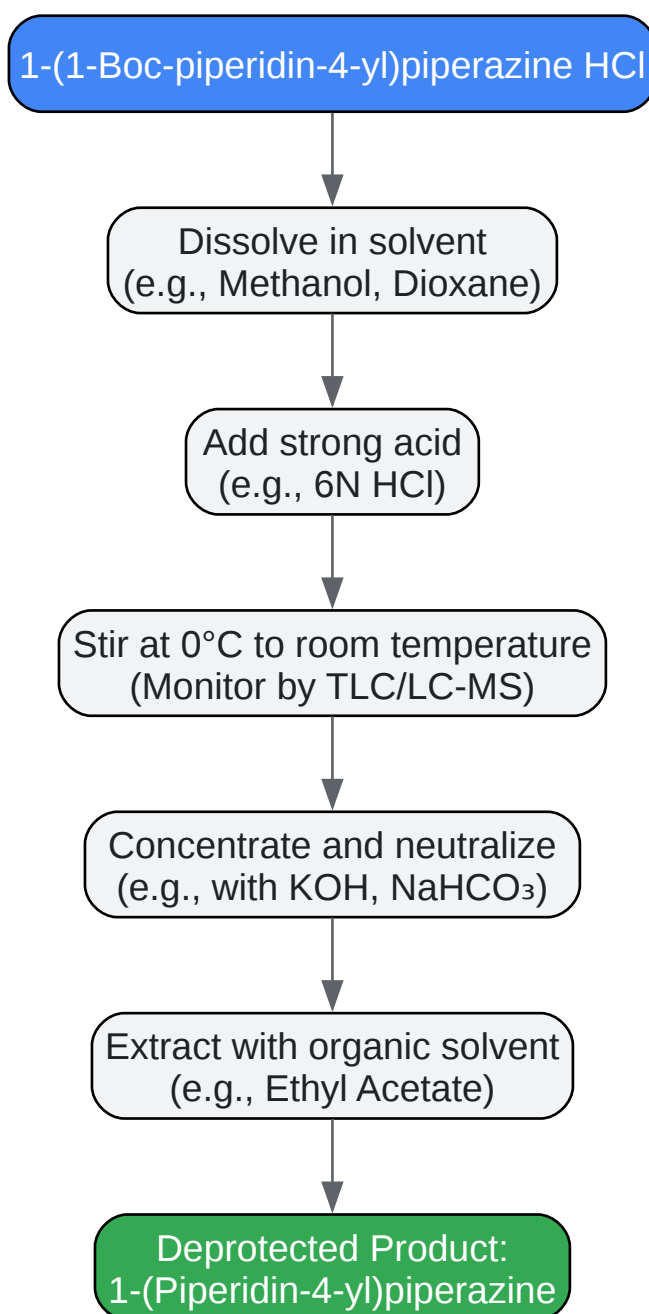 1-(1-Boc-piperidin-4-yl)piperazine HCl
Dissolve in solvent
(e.g., Methanol, Dioxane)
Add strong acid
(e.g., 6N HCl)
Stir at 0°C to room temperature
(Monitor by TLC/LC-MS)
Concentrate and neutralize
(e.g., with KOH, NaHCO₃)
Extract with organic solvent
(e.g., Ethyl Acetate)
Deprotected Product:
1-(Piperidin-4-yl)piperazine